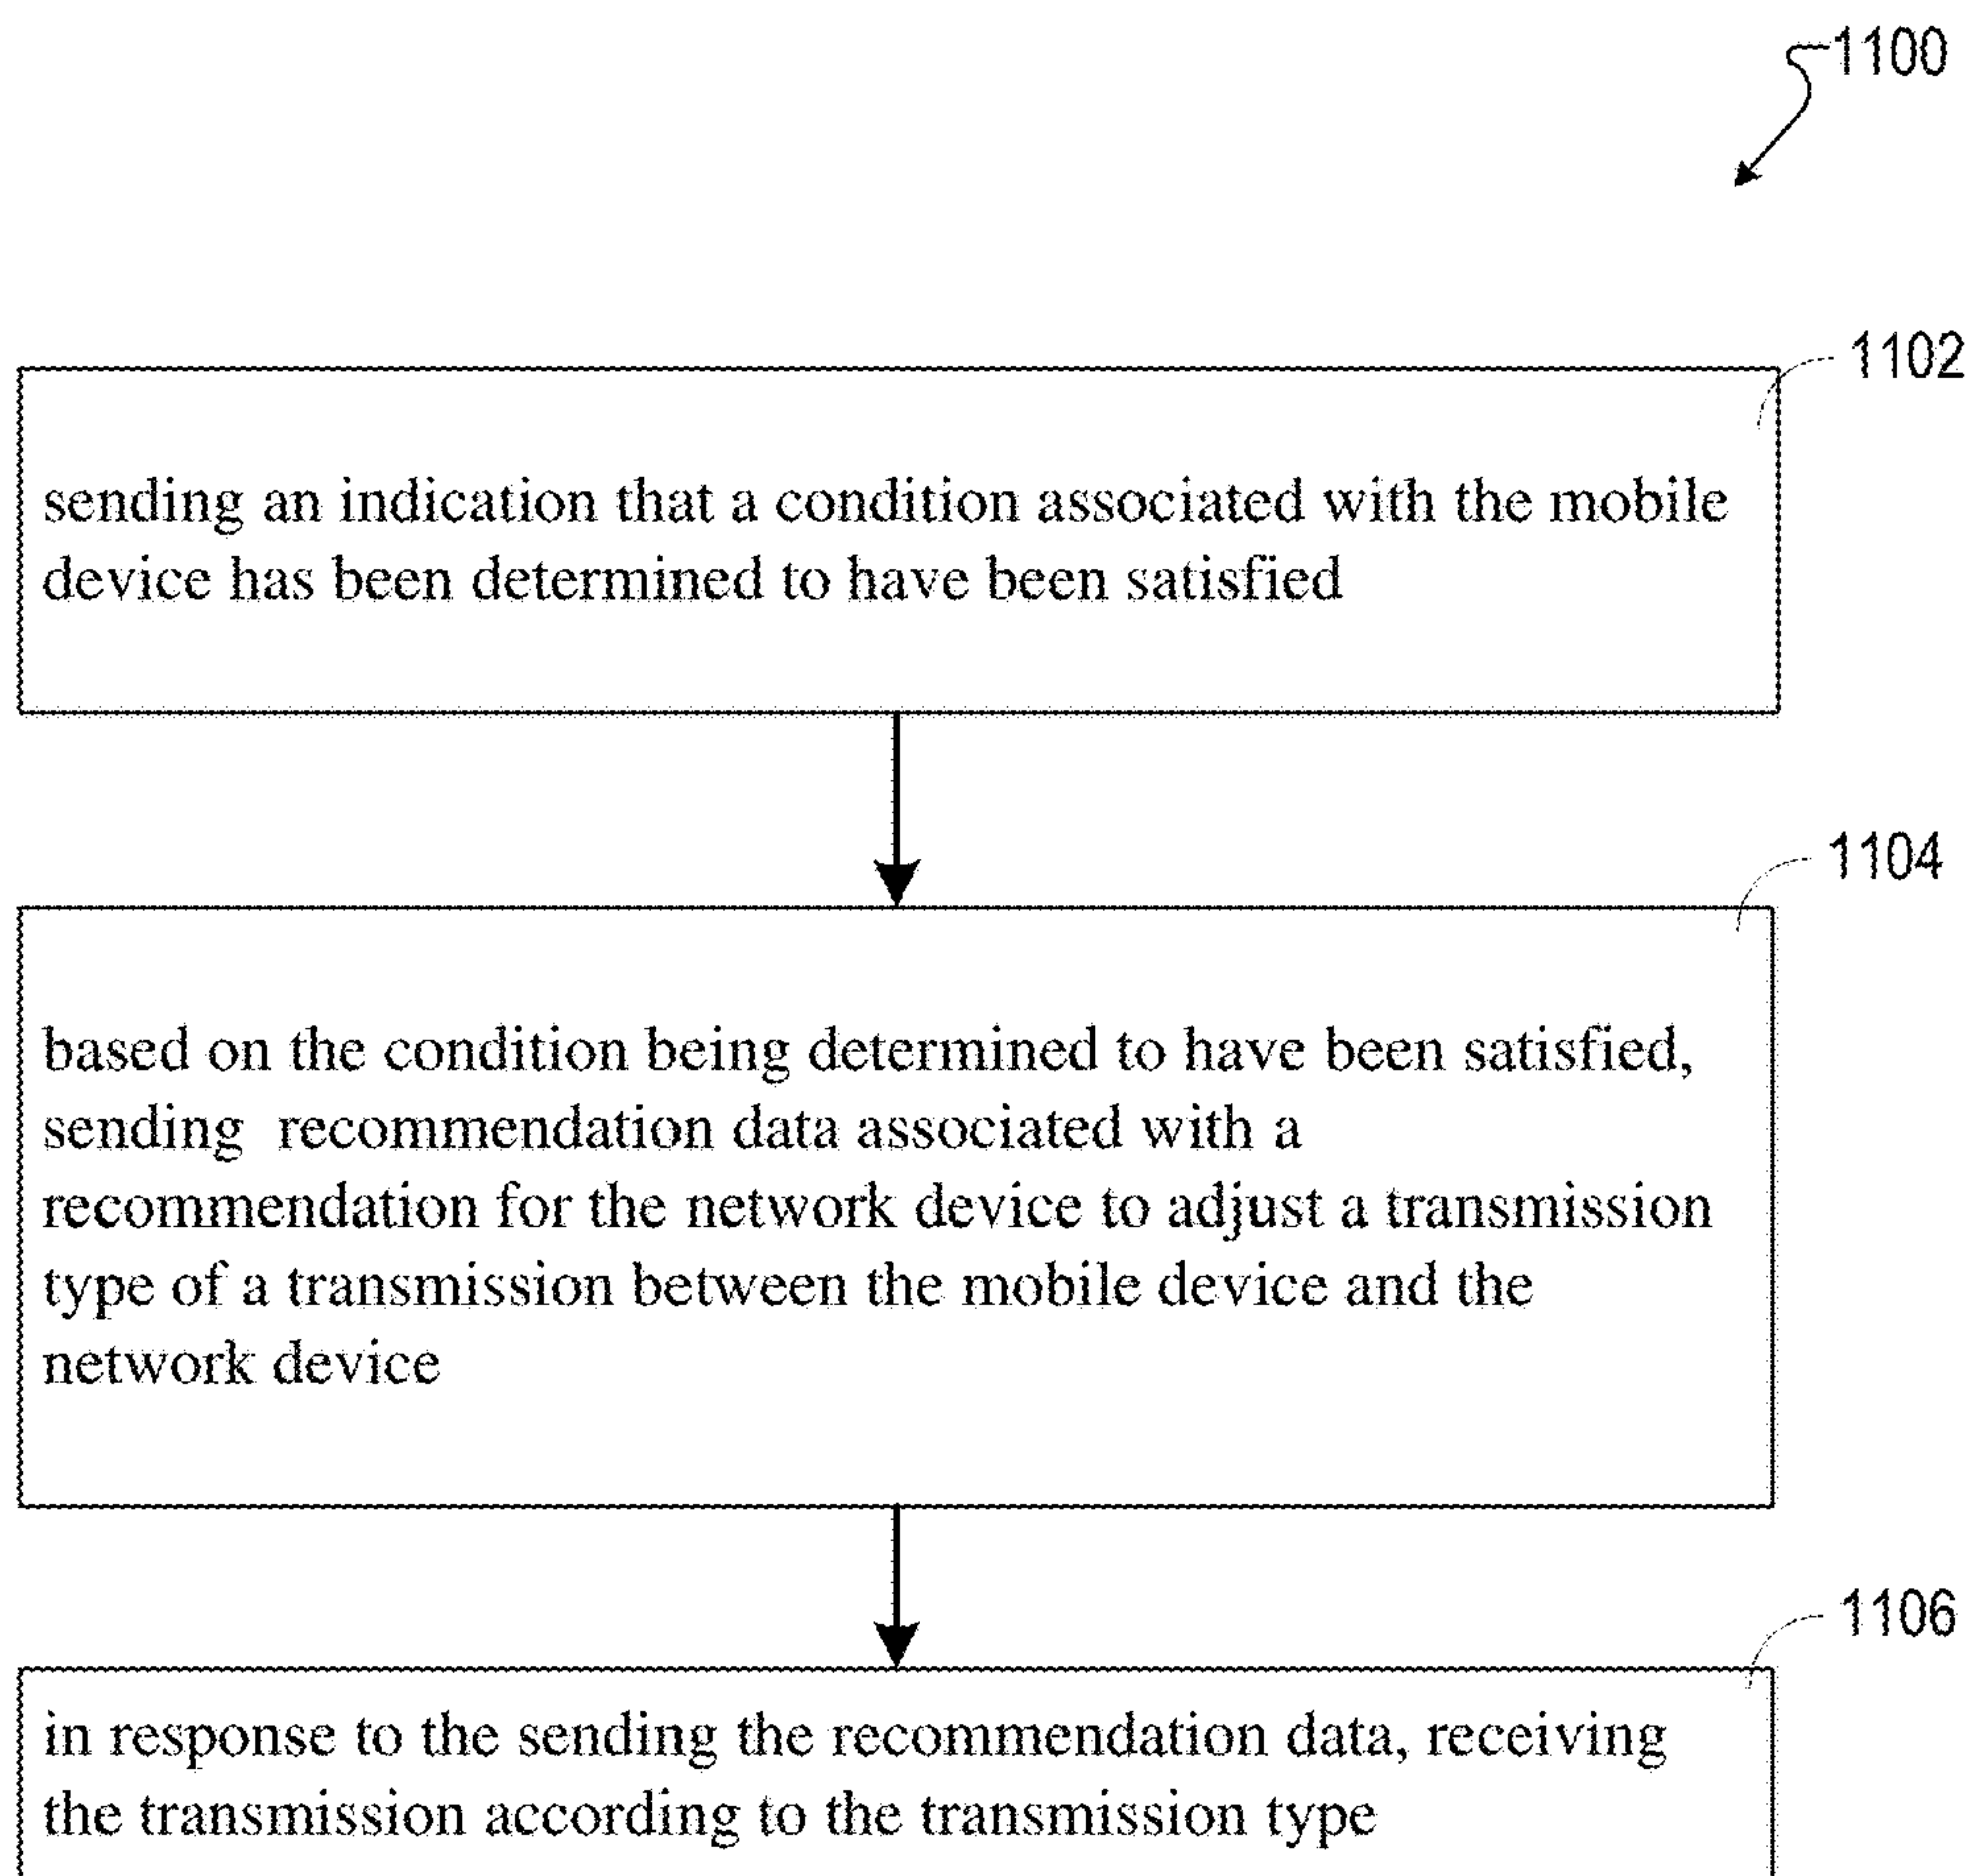 1100
1102
sending an indication that a condition associated with the mobile
device has been determined to have been satisfied
1104
based on the condition being determined to have been satisfied,
sending recommendation data associated with a
recommendation for the network device to adjust a transmission
type of a transmission between the mobile device and the
network device
1106
in response to the sending the recommendation data, receiving
the transmission according to the transmission type